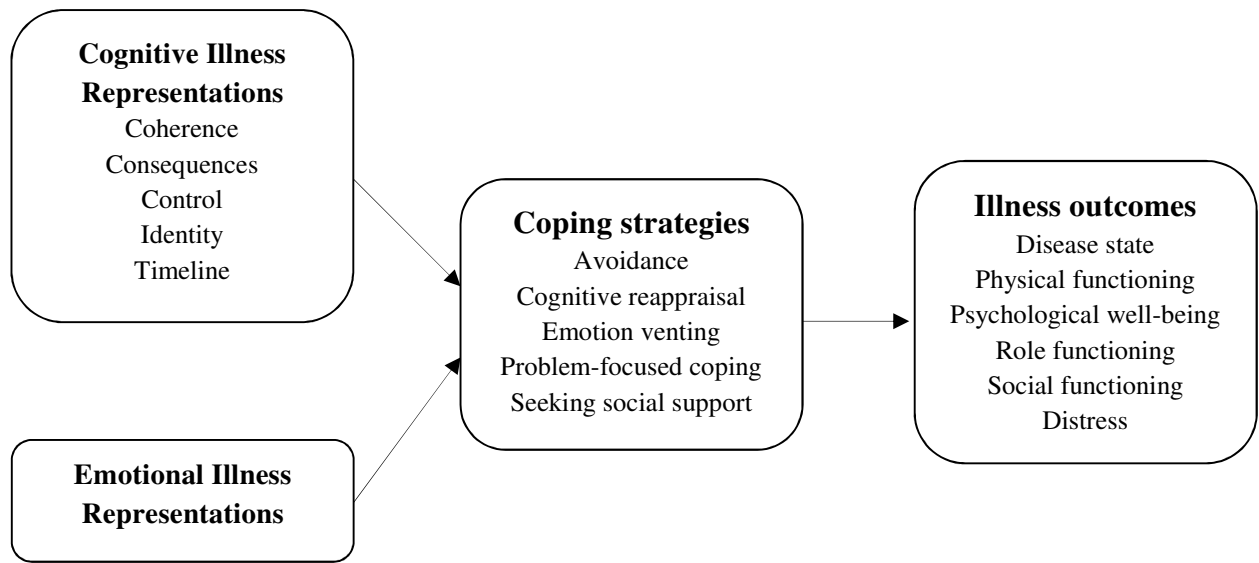 Cognitive Illness
Representations
Coherence
Consequences
Control
Identity
Timeline
Emotional Illness
Representations
Coping strategies
Avoidance
Cognitive reappraisal
Emotion venting
Problem-focused coping
Seeking social support
Illness outcomes
Disease state
Physical functioning
Psychological well-being
Role functioning
Social functioning
Distress